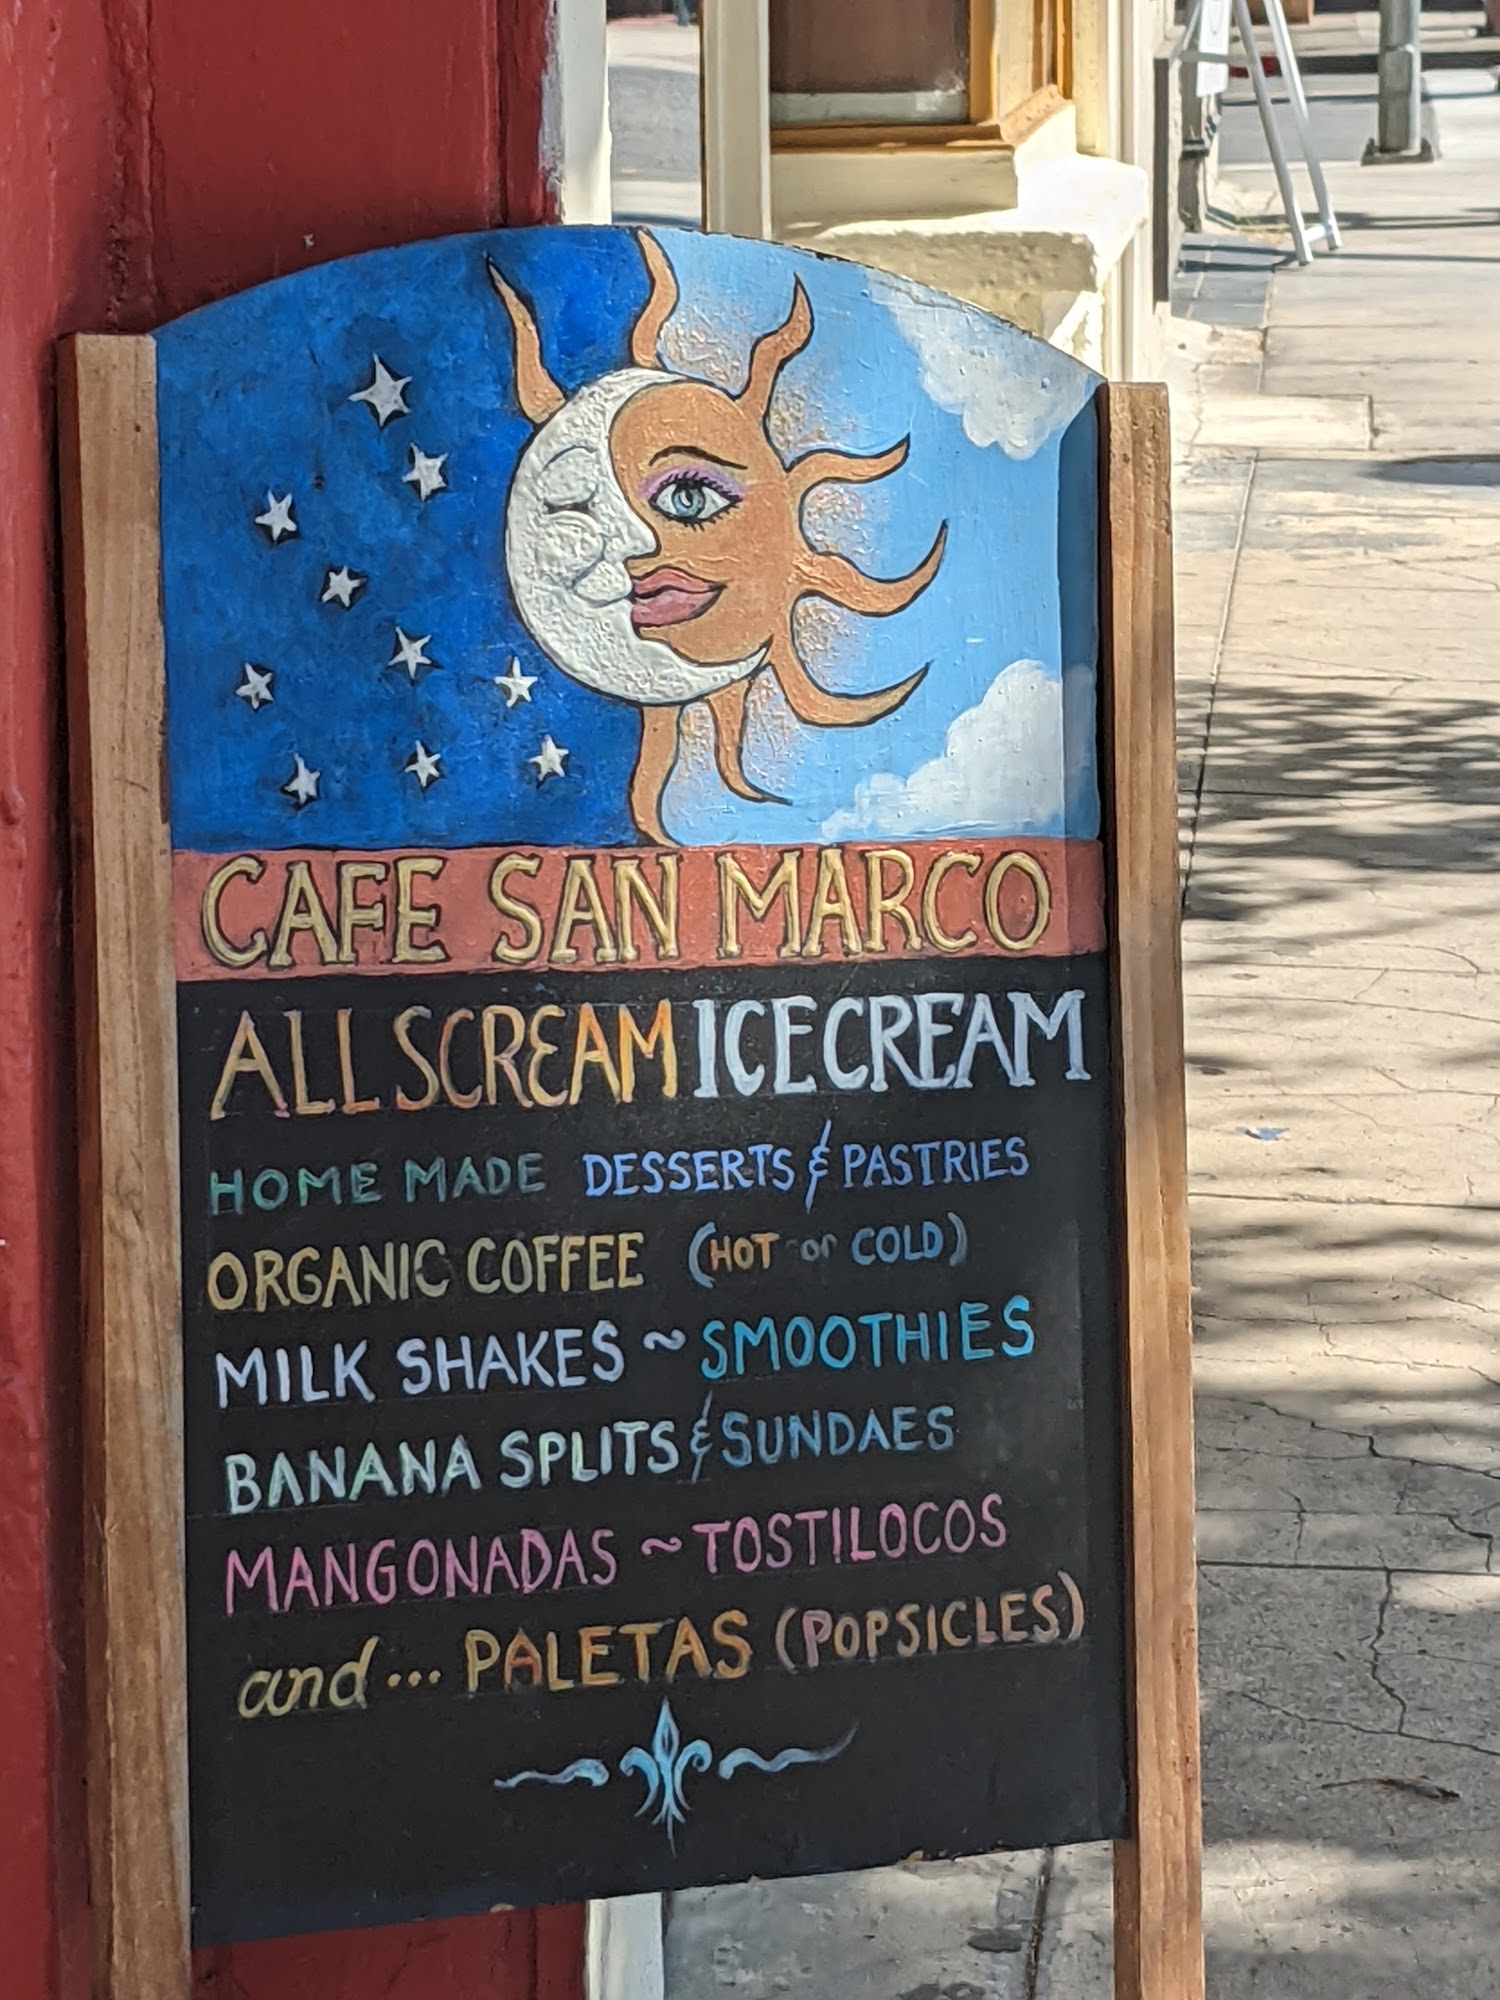 CAFE SAN MARCO
ALL SCREAM ICE CREAM
HOME MADE DESSERTS & PASTRIES
ORGANIC COFFEE (HOT or COLD)
MILK SHAKES ~ SMOOTHIES
BANANA SPLITS & SUNDAES
MANGONADAS ~ TOSTILOCOS
and... PALETAS (POPSICLES)